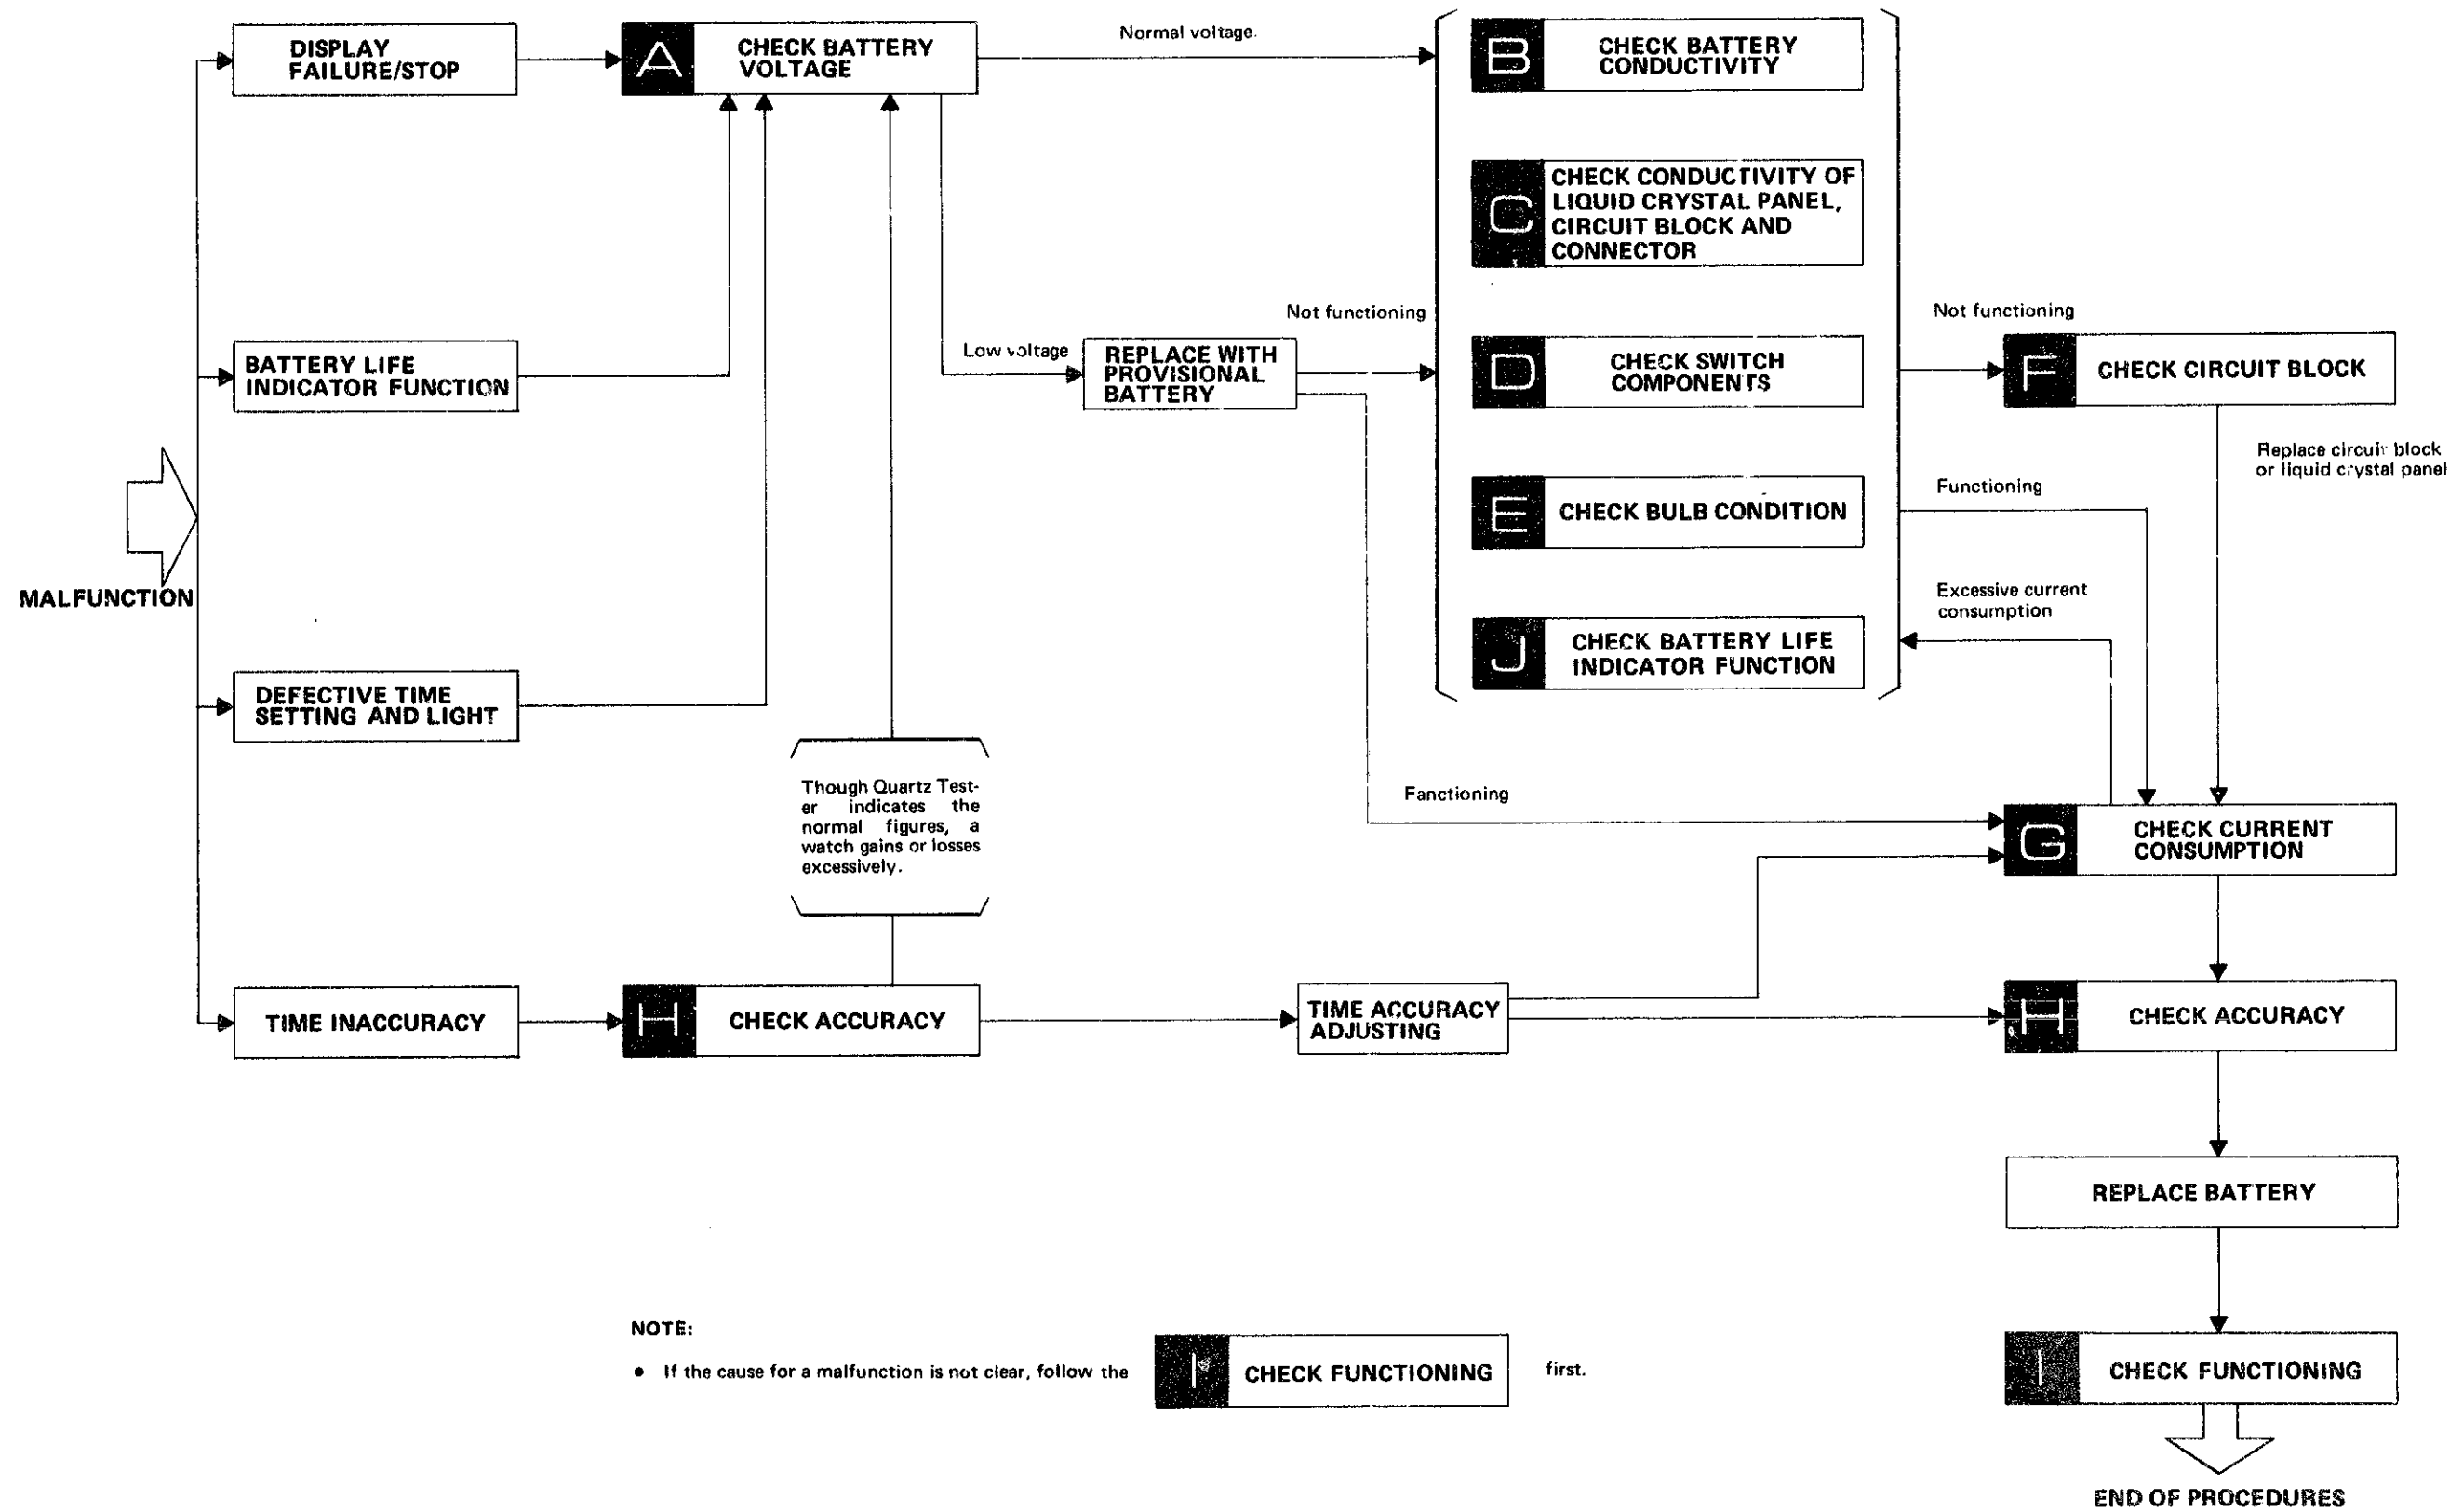 DISPLAY
FAILURE/STOP
A
CHECK BATTERY
VOLTAGE
Normal voltage.
B
CHECK BATTERY
CONDUCTIVITY
C
CHECK CONDUCTIVITY OF
LIQUID CRYSTAL PANEL,
CIRCUIT BLOCK AND
CONNECTOR
BATTERY LIFE
INDICATOR FUNCTION
Low voltage
REPLACE WITH
PROVISIONAL
BATTERY
Not functioning
D
CHECK SWITCH
COMPONENTS
Not functioning
F
CHECK CIRCUIT BLOCK
Replace circuit block
or liquid crystal panel
E
CHECK BULB CONDITION
Functioning
MALFUNCTION
Excessive current
consumption
J
CHECK BATTERY LIFE
INDICATOR FUNCTION
DEFECTIVE TIME
SETTING AND LIGHT
Though Quartz Test-
er indicates the
normal figures, a
watch gains or losses
excessively.
Fanctioning
G
CHECK CURRENT
CONSUMPTION
TIME INACCURACY
H
CHECK ACCURACY
TIME ACCURACY
ADJUSTING
H
CHECK ACCURACY
REPLACE BATTERY
NOTE:
• If the cause for a malfunction is not clear, follow the
I
CHECK FUNCTIONING
first.
I
CHECK FUNCTIONING
END OF PROCEDURES